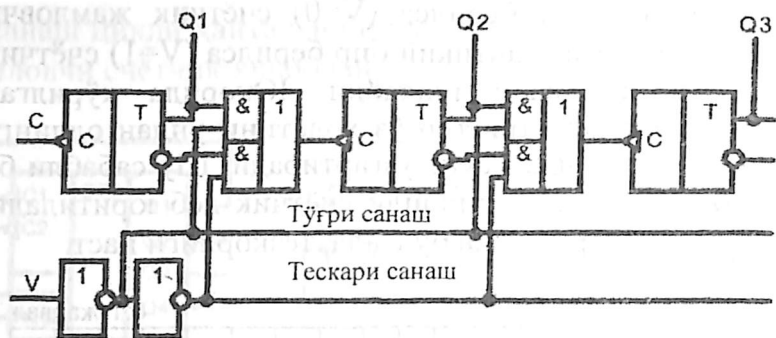 Q1 Q2 Q3
C C T & 1 C T & 1 C T
& &
Тўғри санаш
Тескари санаш
V 1 1